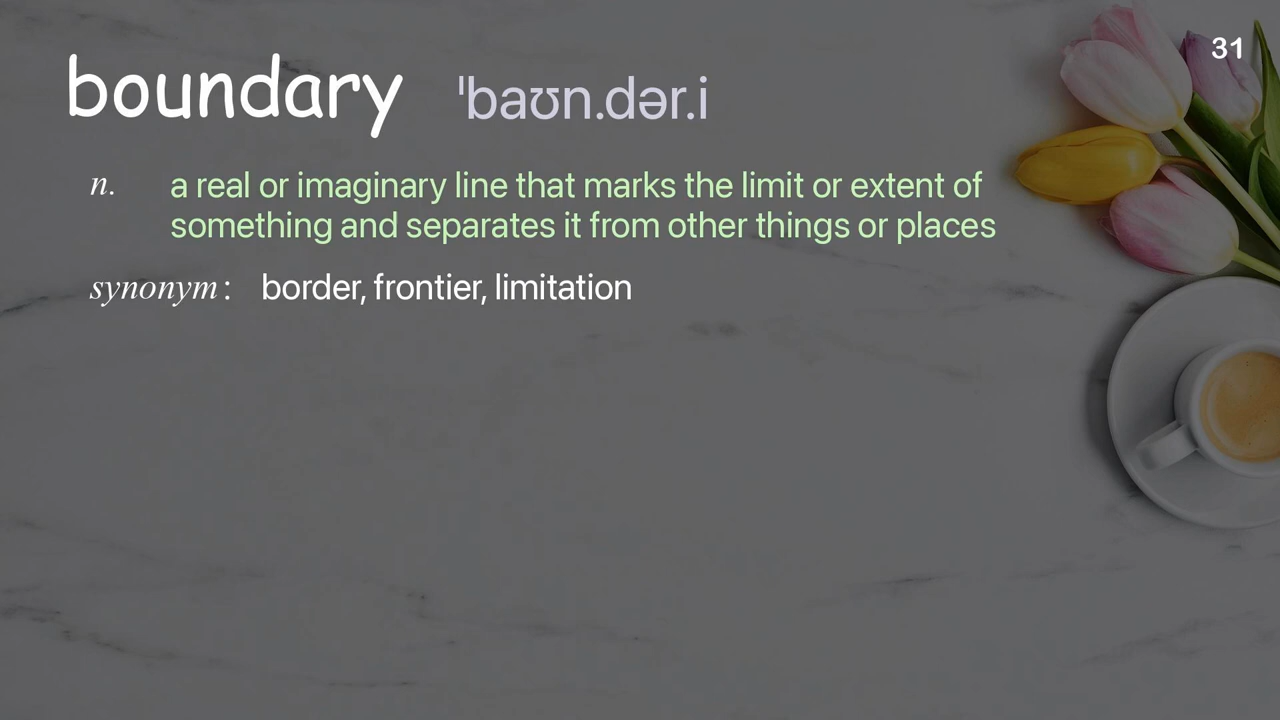 31
boundary ˈbaʊn.dər.i
n. a real or imaginary line that marks the limit or extent of
something and separates it from other things or places
synonym: border, frontier, limitation